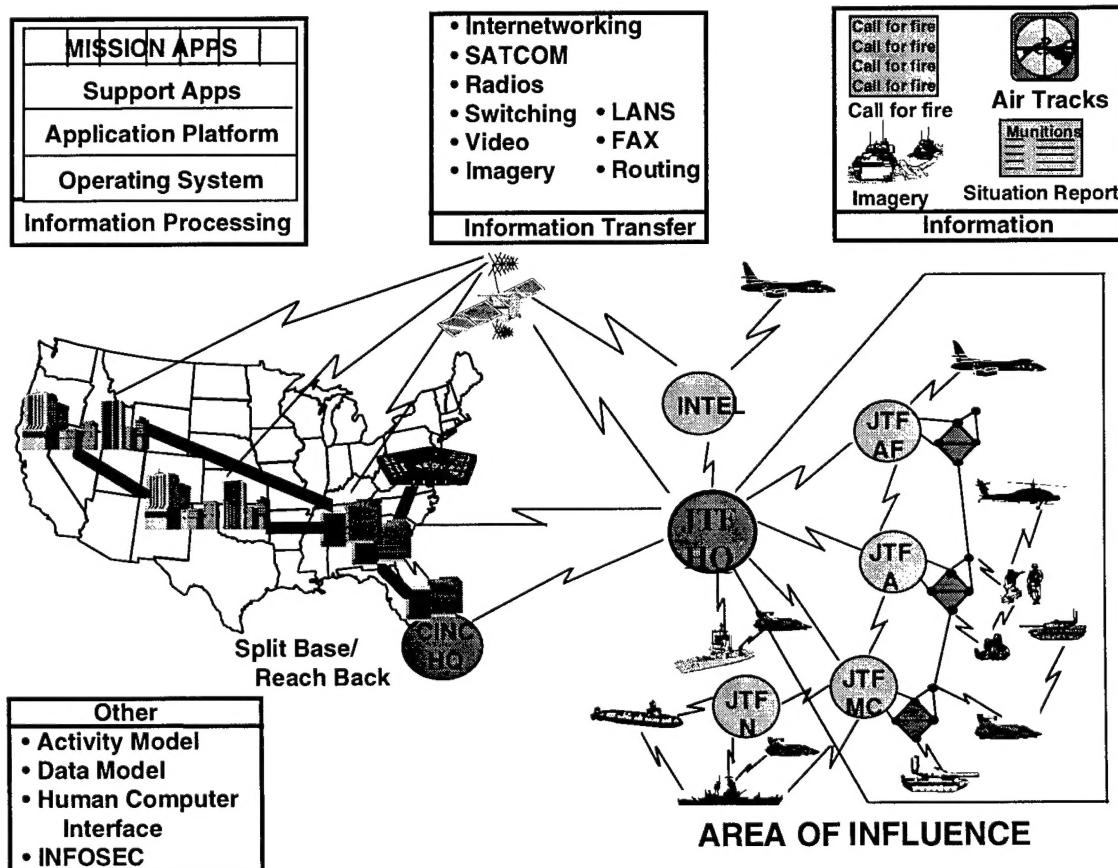 MISSION APPS
Support Apps
Application Platform
Operating System
Information Processing
• Internetworking
• SATCOM
• Radios
• Switching
• LANS
• Video
• FAX
• Imagery
• Routing
Information Transfer
Call for fire
Call for fire
Call for fire
Call for fire
Call for fire
Air Tracks
Munitions
Imagery
Situation Report
Information
INTEL
JTF
AF
JTF
HQ
JTF
A
CINC
HQ
Split Base/
Reach Back
JTF
MC
JTF
N
Other
• Activity Model
• Data Model
• Human Computer
Interface
• INFOSEC
AREA OF INFLUENCE